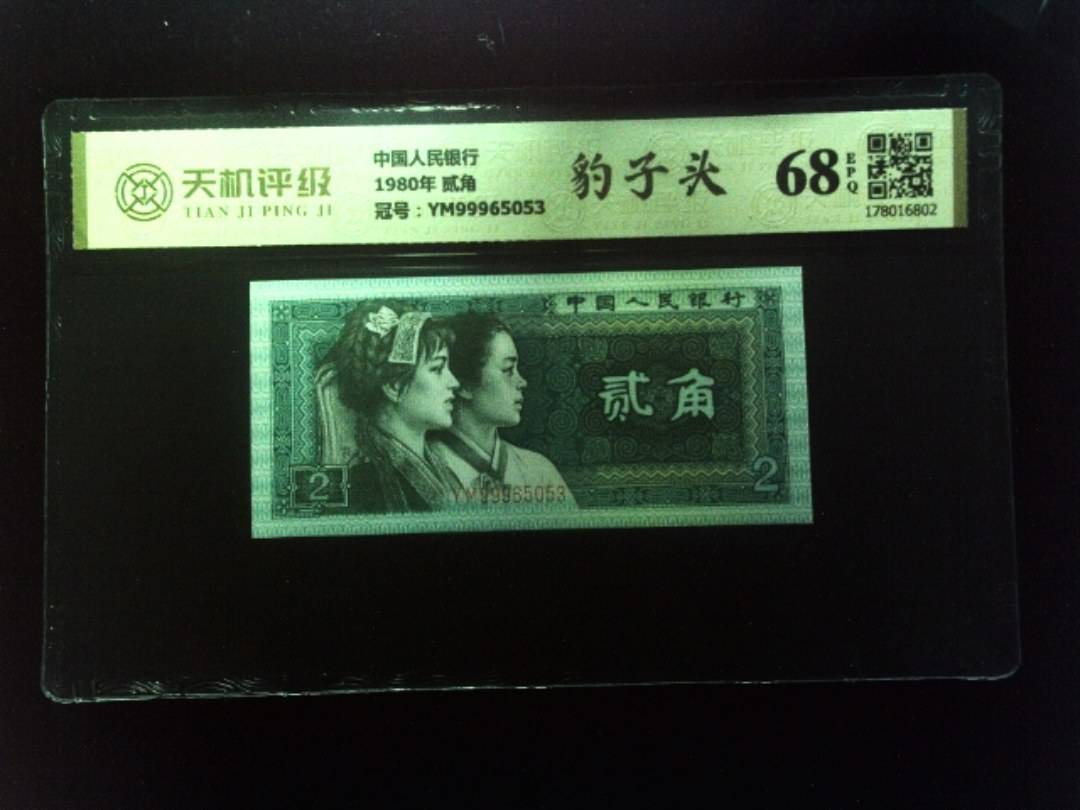 天机评级
TIAN JI PING JI
中国人民银行
1980年 贰角
冠号：YM99965053
豹子头
68
EPQ
178016802
中国人民银行
贰角
2
2
YM99965053